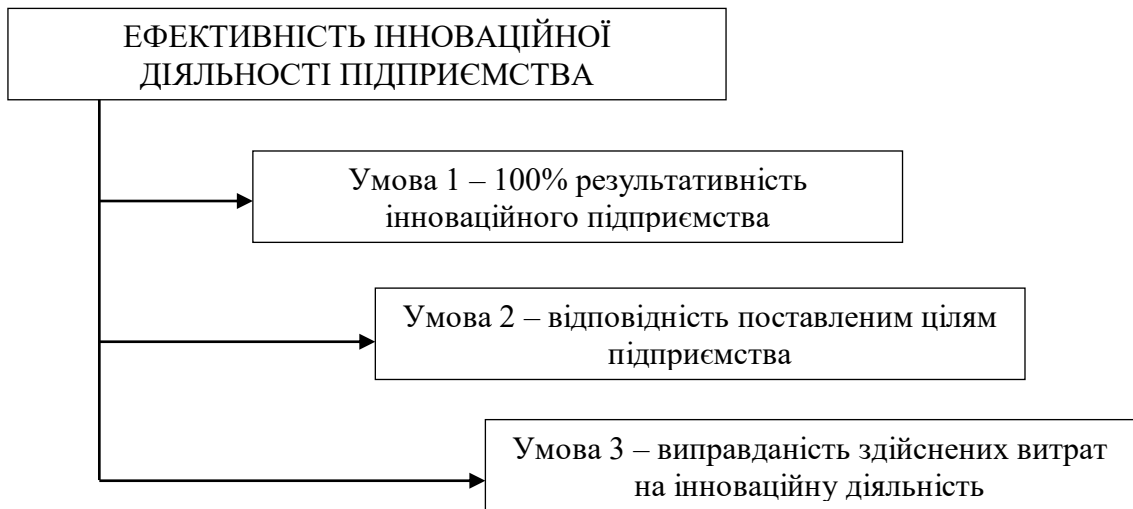 ЕФЕКТИВНІСТЬ ІННОВАЦІЙНОЇ
ДІЯЛЬНОСТІ ПІДПРИЄМСТВА
Умова 1 – 100% результативність
інноваційного підприємства
Умова 2 – відповідність поставленим цілям
підприємства
Умова 3 – виправданість здійснених витрат
на інноваційну діяльність